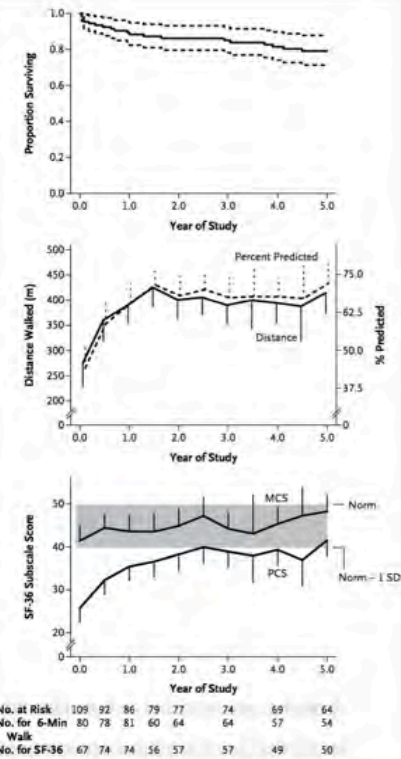 1.0
0.8
0.6
0.4
0.2
0.0
Proportion Surviving
0.0 1.0 2.0 3.0 4.0 5.0
Year of Study
500
450
400
350
300
250
200
0
Distance Walked (m)
Percent Predicted
Distance
75.0
62.5
50.0
37.5
0
% Predicted
0.0 1.0 2.0 3.0 4.0 5.0
Year of Study
50
40
30
20
0
SF-36 Subscale Score
MCS
PCS
Norm
Norm – 1 SD
0.0 1.0 2.0 3.0 4.0 5.0
Year of Study
No. at Risk 109 92 86 79 77 74 69 64
No. for 6-Min 80 78 81 60 64 64 57 54
Walk
No. for SF-36 67 74 74 56 57 57 49 50